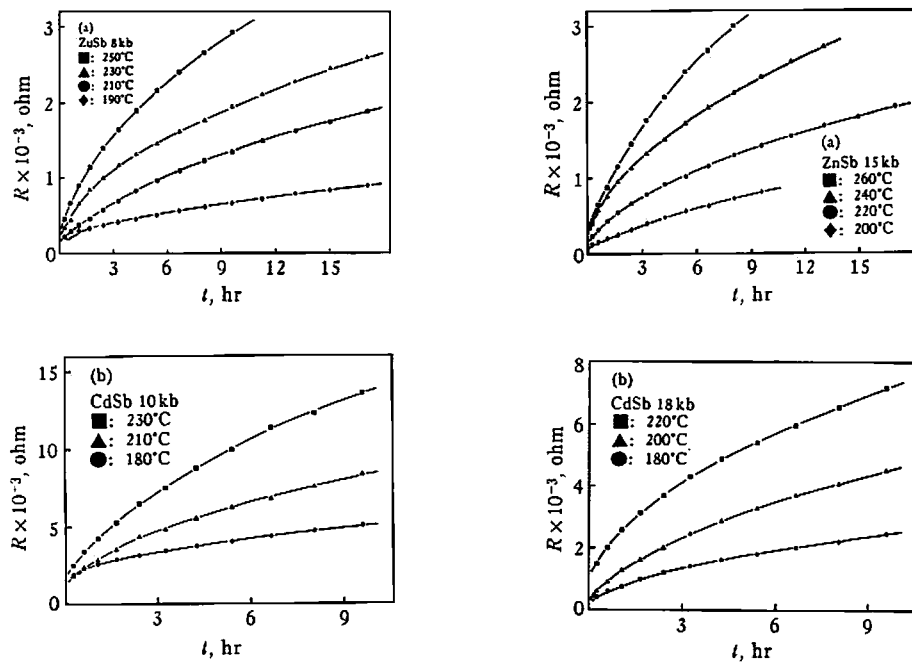 3
2
1
0
R × 10⁻³, ohm
(a)
ZuSb 8kb
■: 250°C
▲: 230°C
●: 210°C
◆: 190°C
3 6 9 12 15
t, hr
3
2
1
0
R × 10⁻³, ohm
(a)
ZnSb 15kb
■: 260°C
▲: 240°C
●: 220°C
◆: 200°C
3 6 9 12 15
t, hr
15
10
5
0
R × 10⁻³, ohm
(b)
CdSb 10kb
■: 230°C
▲: 210°C
●: 180°C
3 6 9
t, hr
8
6
4
2
0
R × 10⁻³, ohm
(b)
CdSb 18kb
■: 220°C
▲: 200°C
●: 180°C
3 6 9
t, hr